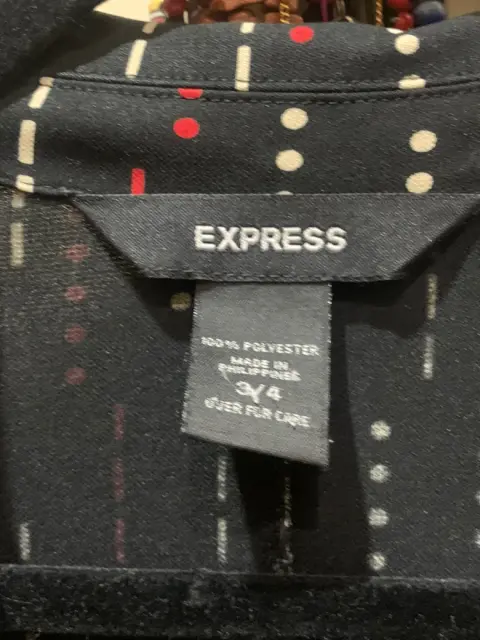 EXPRESS
100% POLYESTER
MADE IN
PHILIPPINES
3/4
OVER FOR CARE